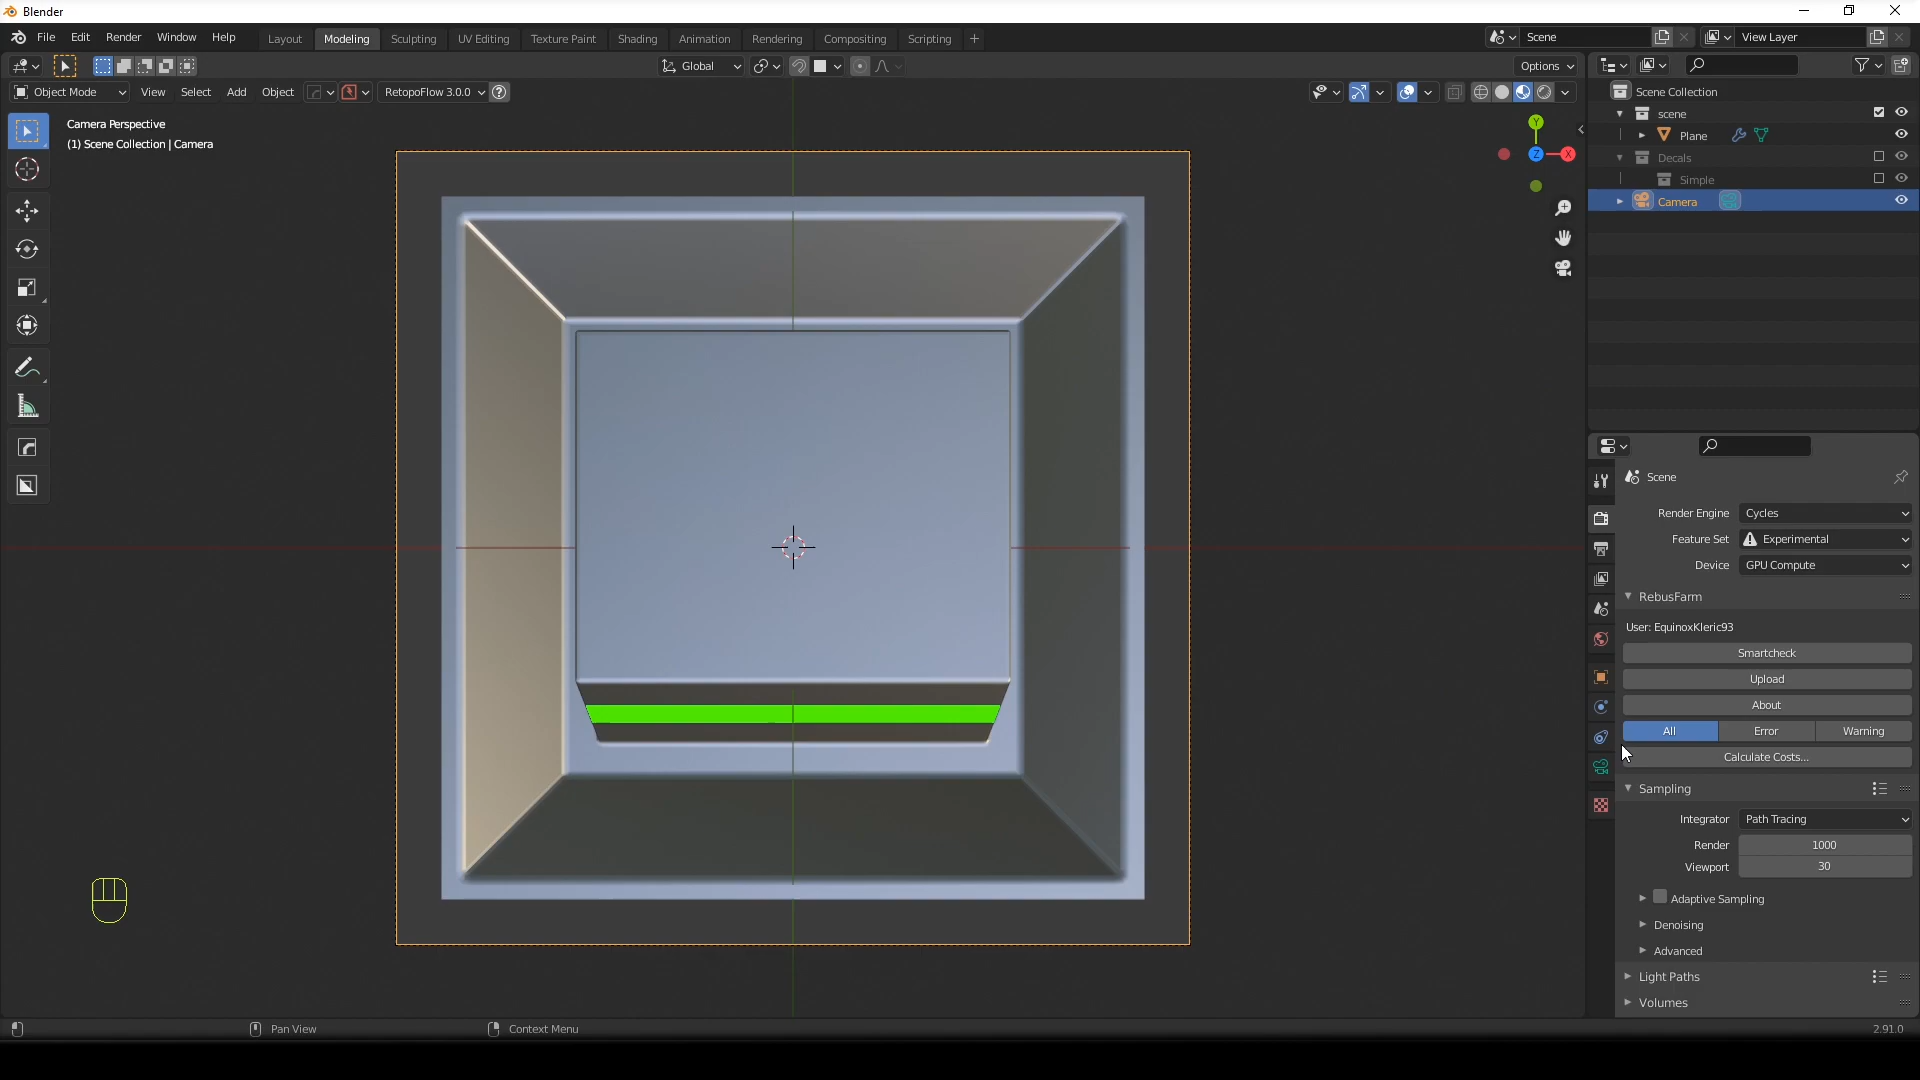 Blender
File Edit Render Window Help Layout Modeling Sculpting UV Editing Texture Paint Shading Animation Rendering Compositing Scripting + Scene View Layer
Global Options
Object Mode View Select Add Object RetopoFlow 3.0.0 ?
Camera Perspective
(1) Scene Collection | Camera
Y
Z X
Scene Collection
scene
Plane
Decals
Simple
Camera
Scene
Render Engine Cycles
Feature Set Experimental
Device GPU Compute
RebusFarm
User: EquinoxKleric93
Smartcheck
Upload
About
All Error Warning
Calculate Costs...
Sampling
Integrator Path Tracing
Render 1000
Viewport 30
Adaptive Sampling
Denoising
Advanced
Light Paths
Volumes
Pan View Context Menu 2.91.0